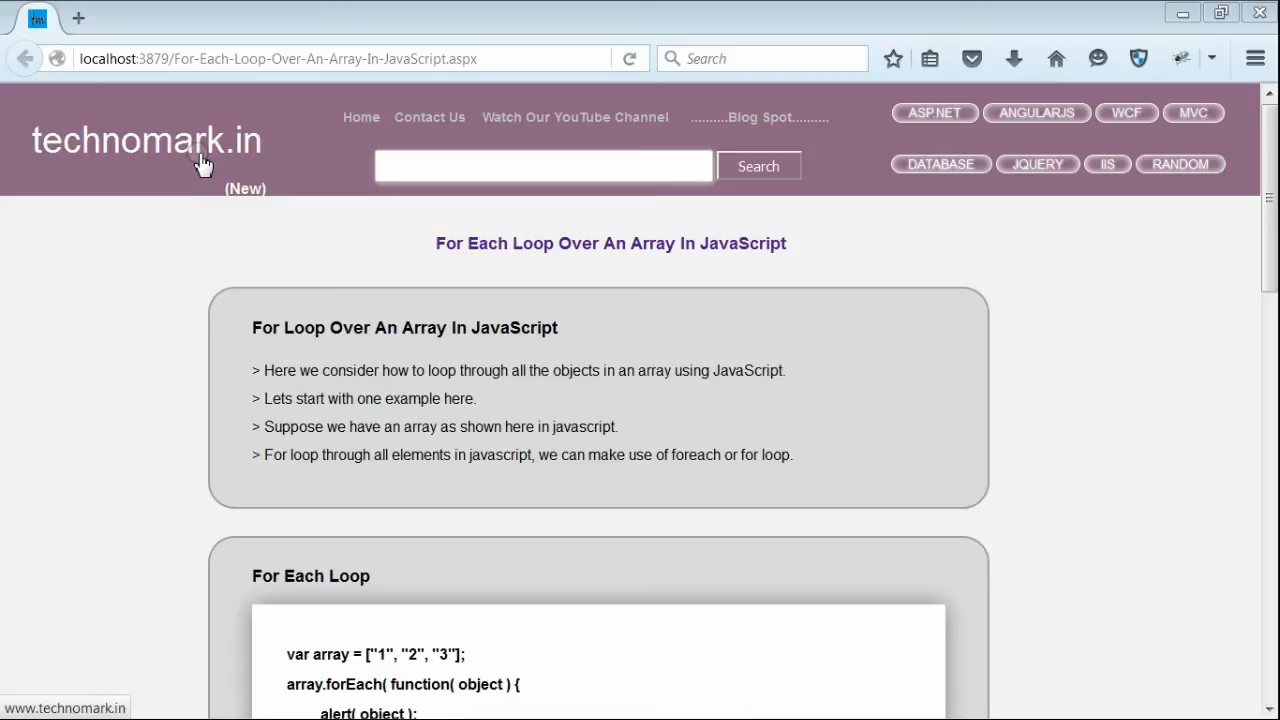 tm
localhost:3879/For-Each-Loop-Over-An-Array-In-JavaScript.aspx
Search
technomark.in
(New)
Home Contact Us Watch Our YouTube Channel .........Blog Spot.........
Search
ASP.NET ANGULARJS WCF MVC
DATABASE JQUERY IIS RANDOM
For Each Loop Over An Array In JavaScript
For Loop Over An Array In JavaScript
> Here we consider how to loop through all the objects in an array using JavaScript.
> Lets start with one example here.
> Suppose we have an array as shown here in javascript.
> For loop through all elements in javascript, we can make use of foreach or for loop.
For Each Loop
var array = ["1", "2", "3"];
array.forEach( function( object ) {
alert( object );
www.technomark.in